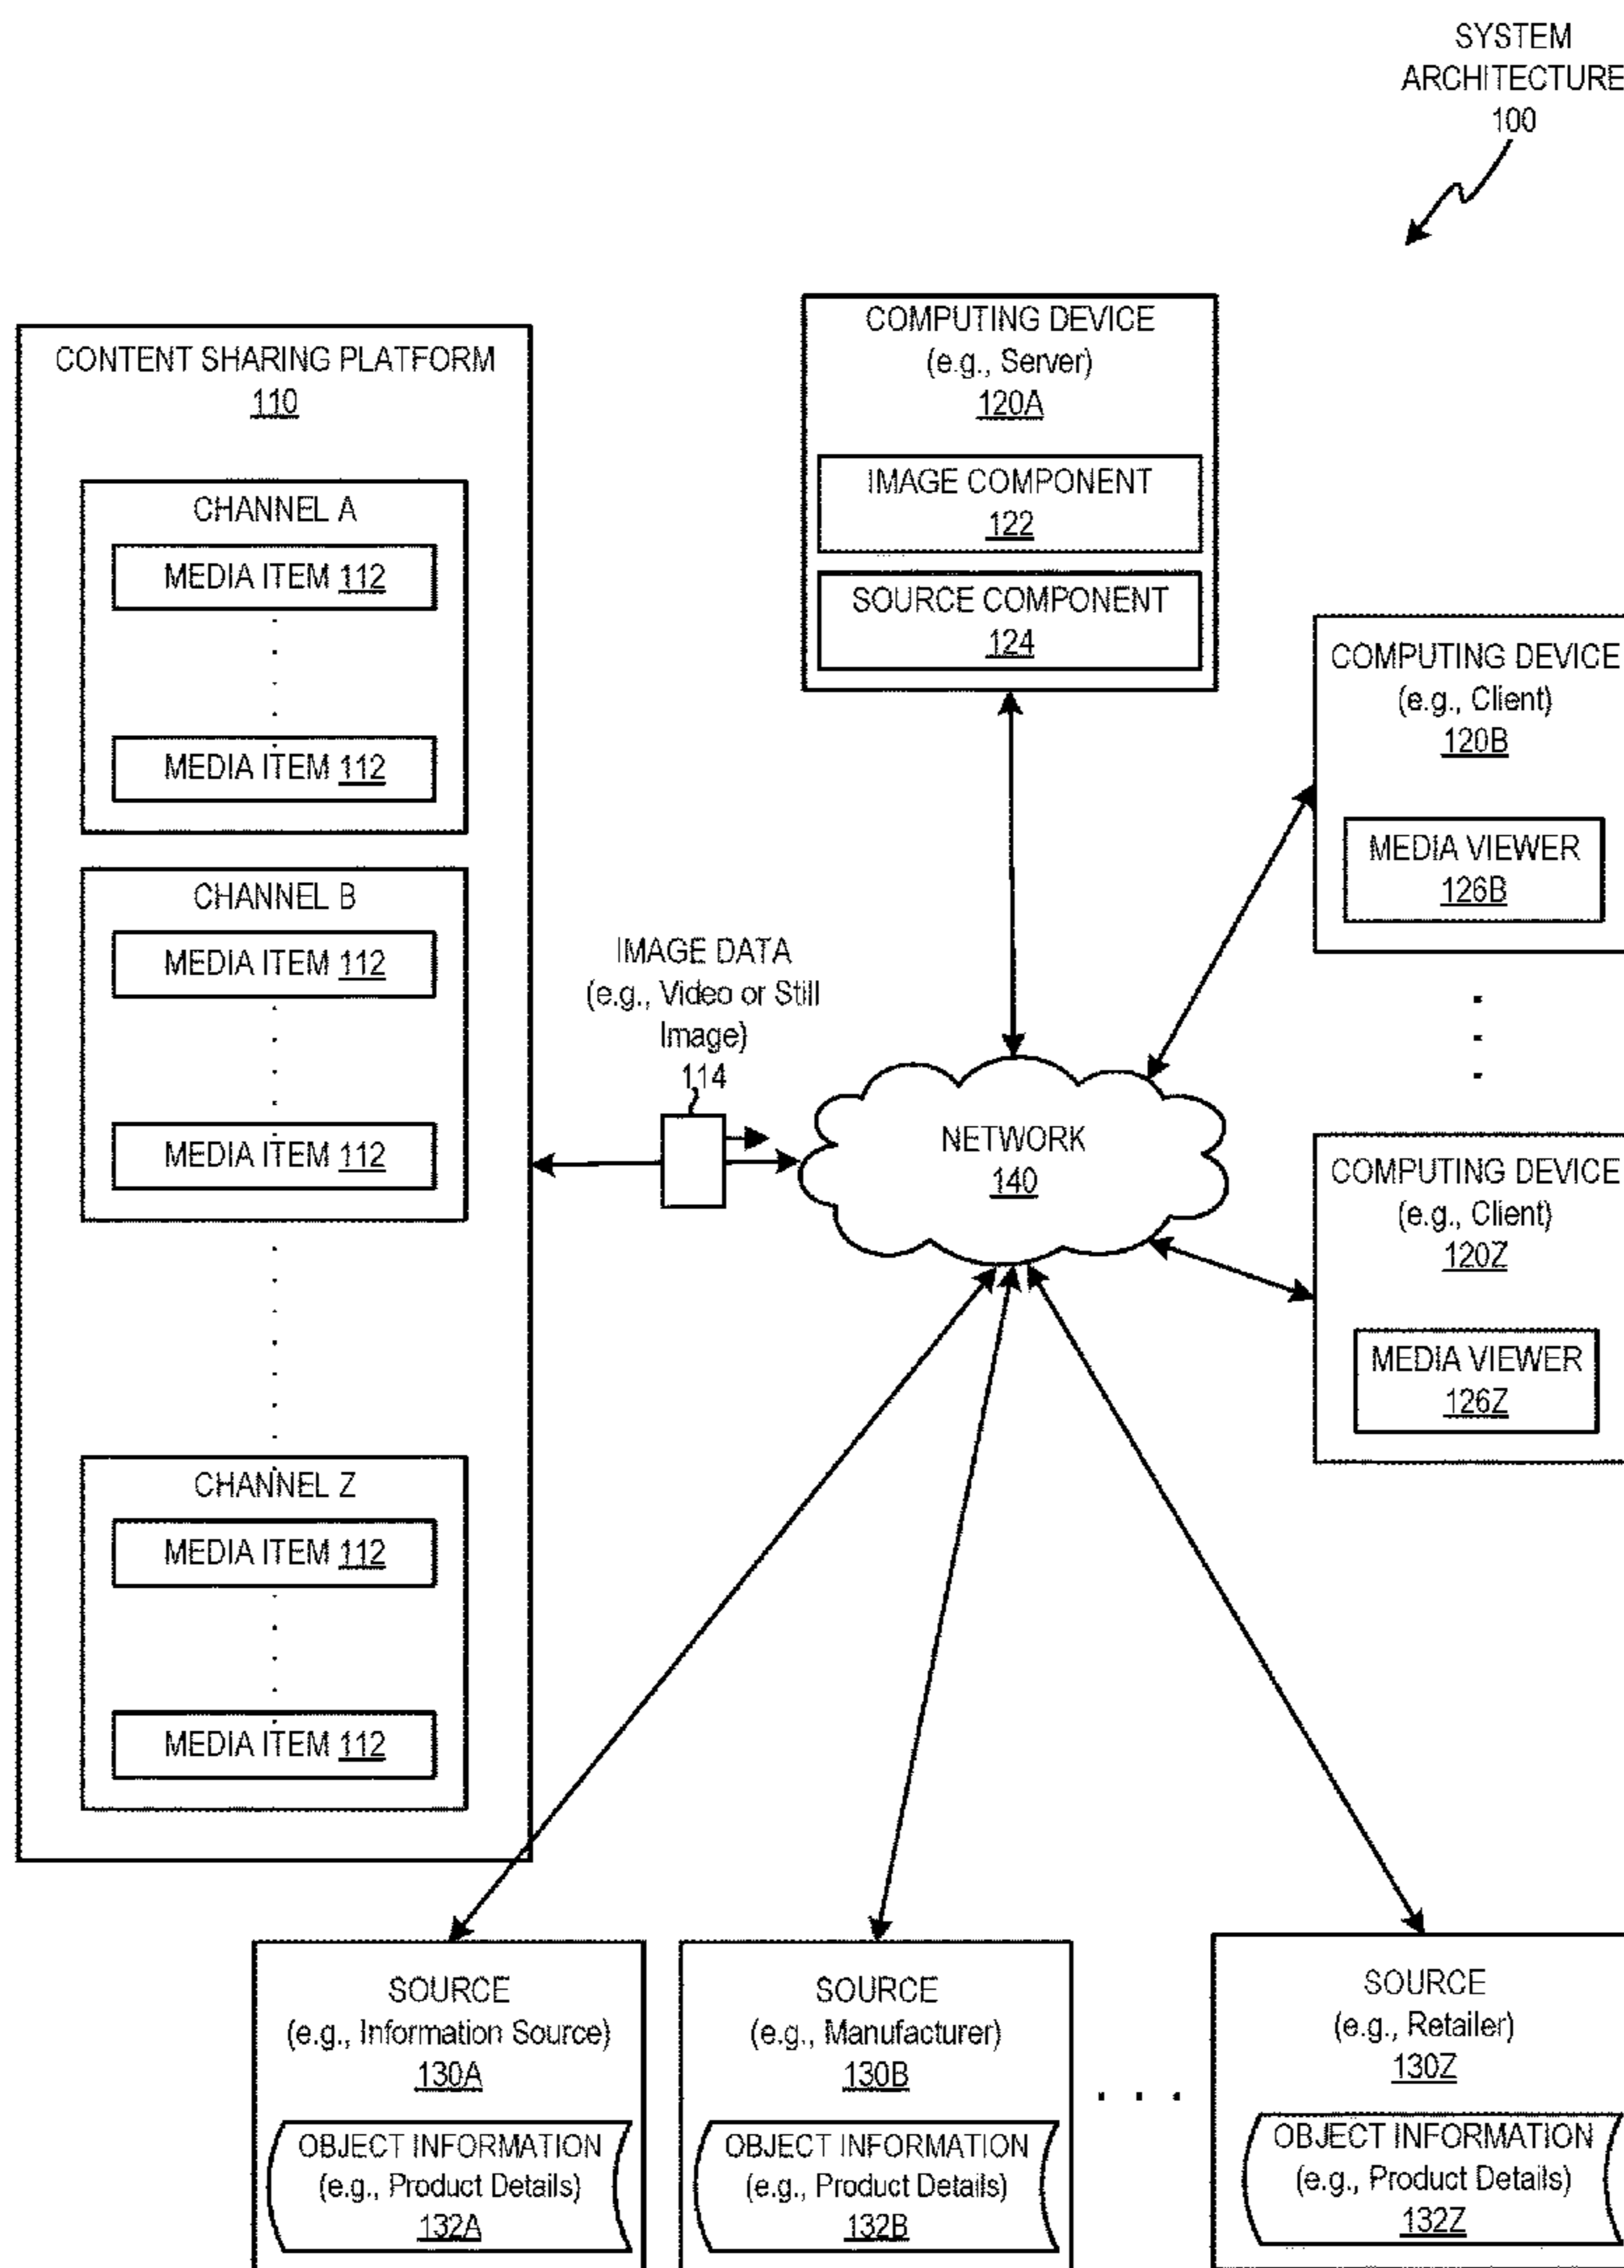 SYSTEM
ARCHITECTURE
100
CONTENT SHARING PLATFORM
110
CHANNEL A
MEDIA ITEM 112
MEDIA ITEM 112
CHANNEL B
MEDIA ITEM 112
MEDIA ITEM 112
CHANNEL Z
MEDIA ITEM 112
MEDIA ITEM 112
COMPUTING DEVICE
(e.g., Server)
120A
IMAGE COMPONENT
122
SOURCE COMPONENT
124
COMPUTING DEVICE
(e.g., Client)
120B
MEDIA VIEWER
126B
IMAGE DATA
(e.g., Video or Still
Image)
114
NETWORK
140
COMPUTING DEVICE
(e.g., Client)
120Z
MEDIA VIEWER
126Z
SOURCE
(e.g., Information Source)
130A
OBJECT INFORMATION
(e.g., Product Details)
132A
SOURCE
(e.g., Manufacturer)
130B
OBJECT INFORMATION
(e.g., Product Details)
132B
SOURCE
(e.g., Retailer)
130Z
OBJECT INFORMATION
(e.g., Product Details)
132Z